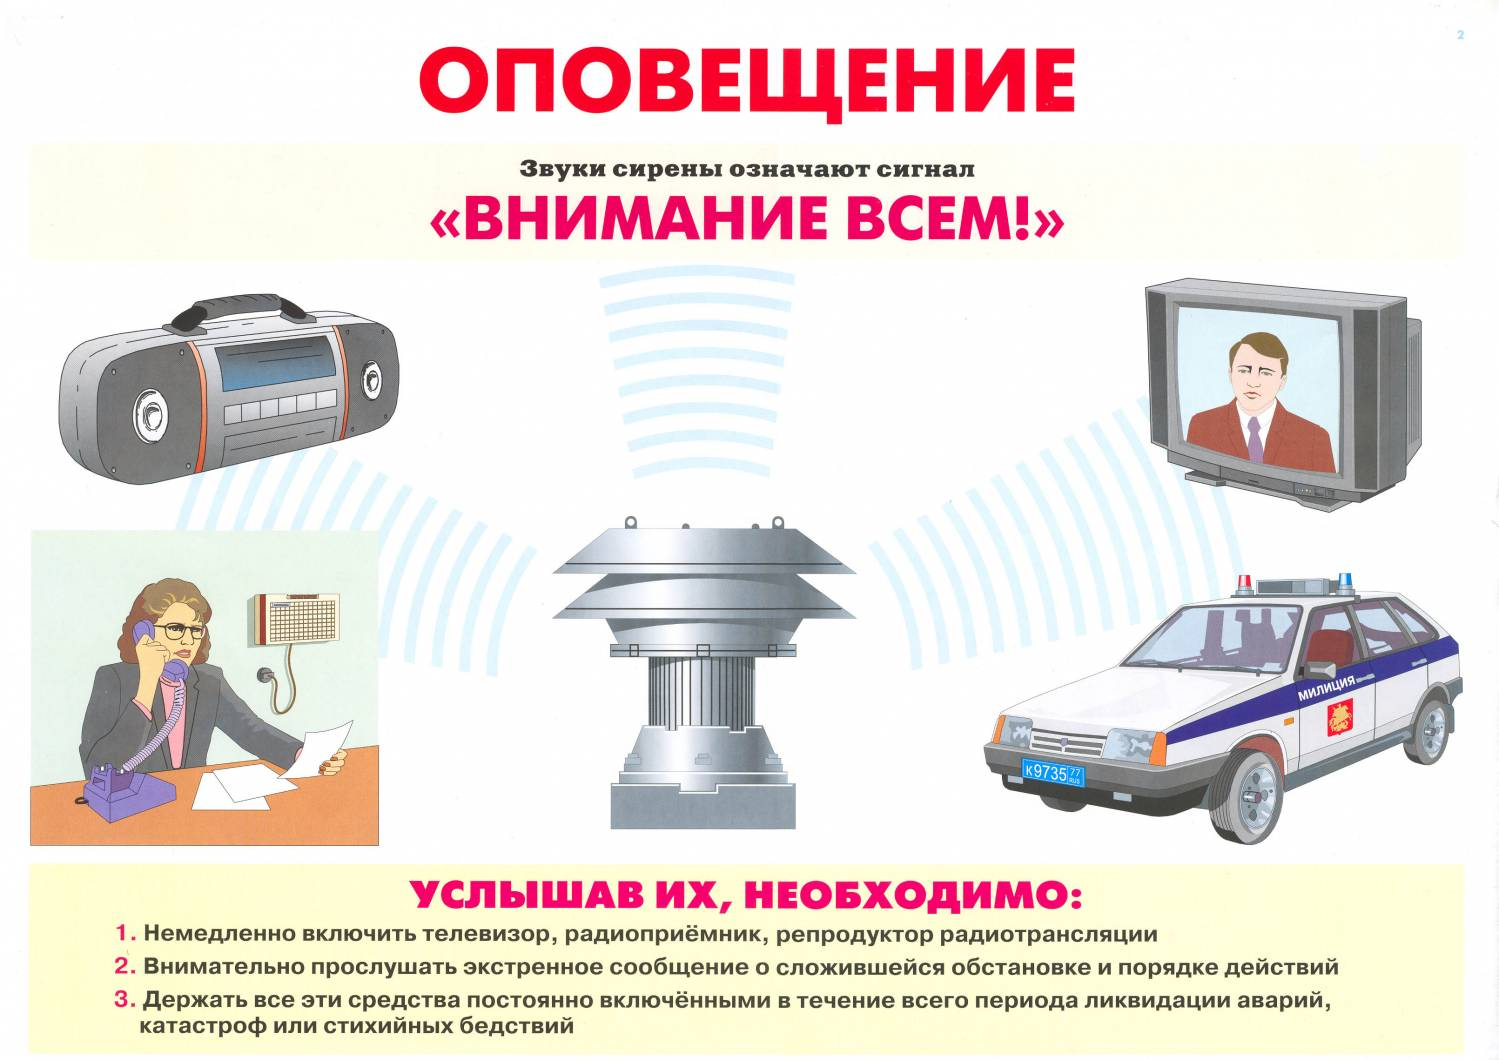 2
ОПОВЕЩЕНИЕ
Звуки сирены означают сигнал
«ВНИМАНИЕ ВСЕМ!»
МИЛИЦИЯ
К9735 77
RUS
УСЛЫШАВ ИХ, НЕОБХОДИМО:
1. Немедленно включить телевизор, радиоприёмник, репродуктор радиотрансляции
2. Внимательно прослушать экстренное сообщение о сложившейся обстановке и порядке действий
3. Держать все эти средства постоянно включёнными в течение всего периода ликвидации аварий,
катастроф или стихийных бедствий